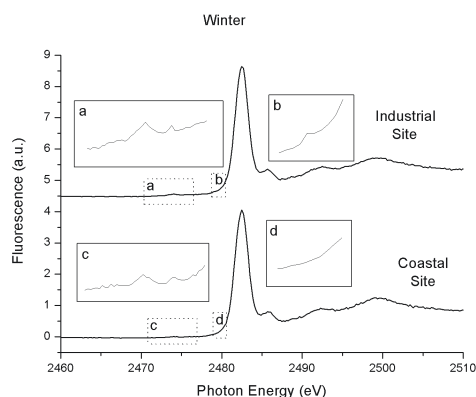 Winter
9
8
7
6
5
4
3
2
1
0
a
b
Industrial
Site
a
b
c
d
Coastal
Site
c
d
2460
2470
2480
2490
2500
2510
Fluorescence (a.u.)
Photon Energy (eV)